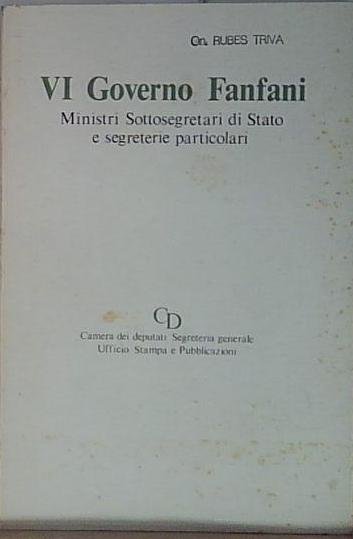 On. RUBES TRIVA
VI Governo Fanfani
Ministri Sottosegretari di Stato
e segreterie particolari
CD
Camera dei deputati Segreteria generale
Ufficio Stampa e Pubblicazioni